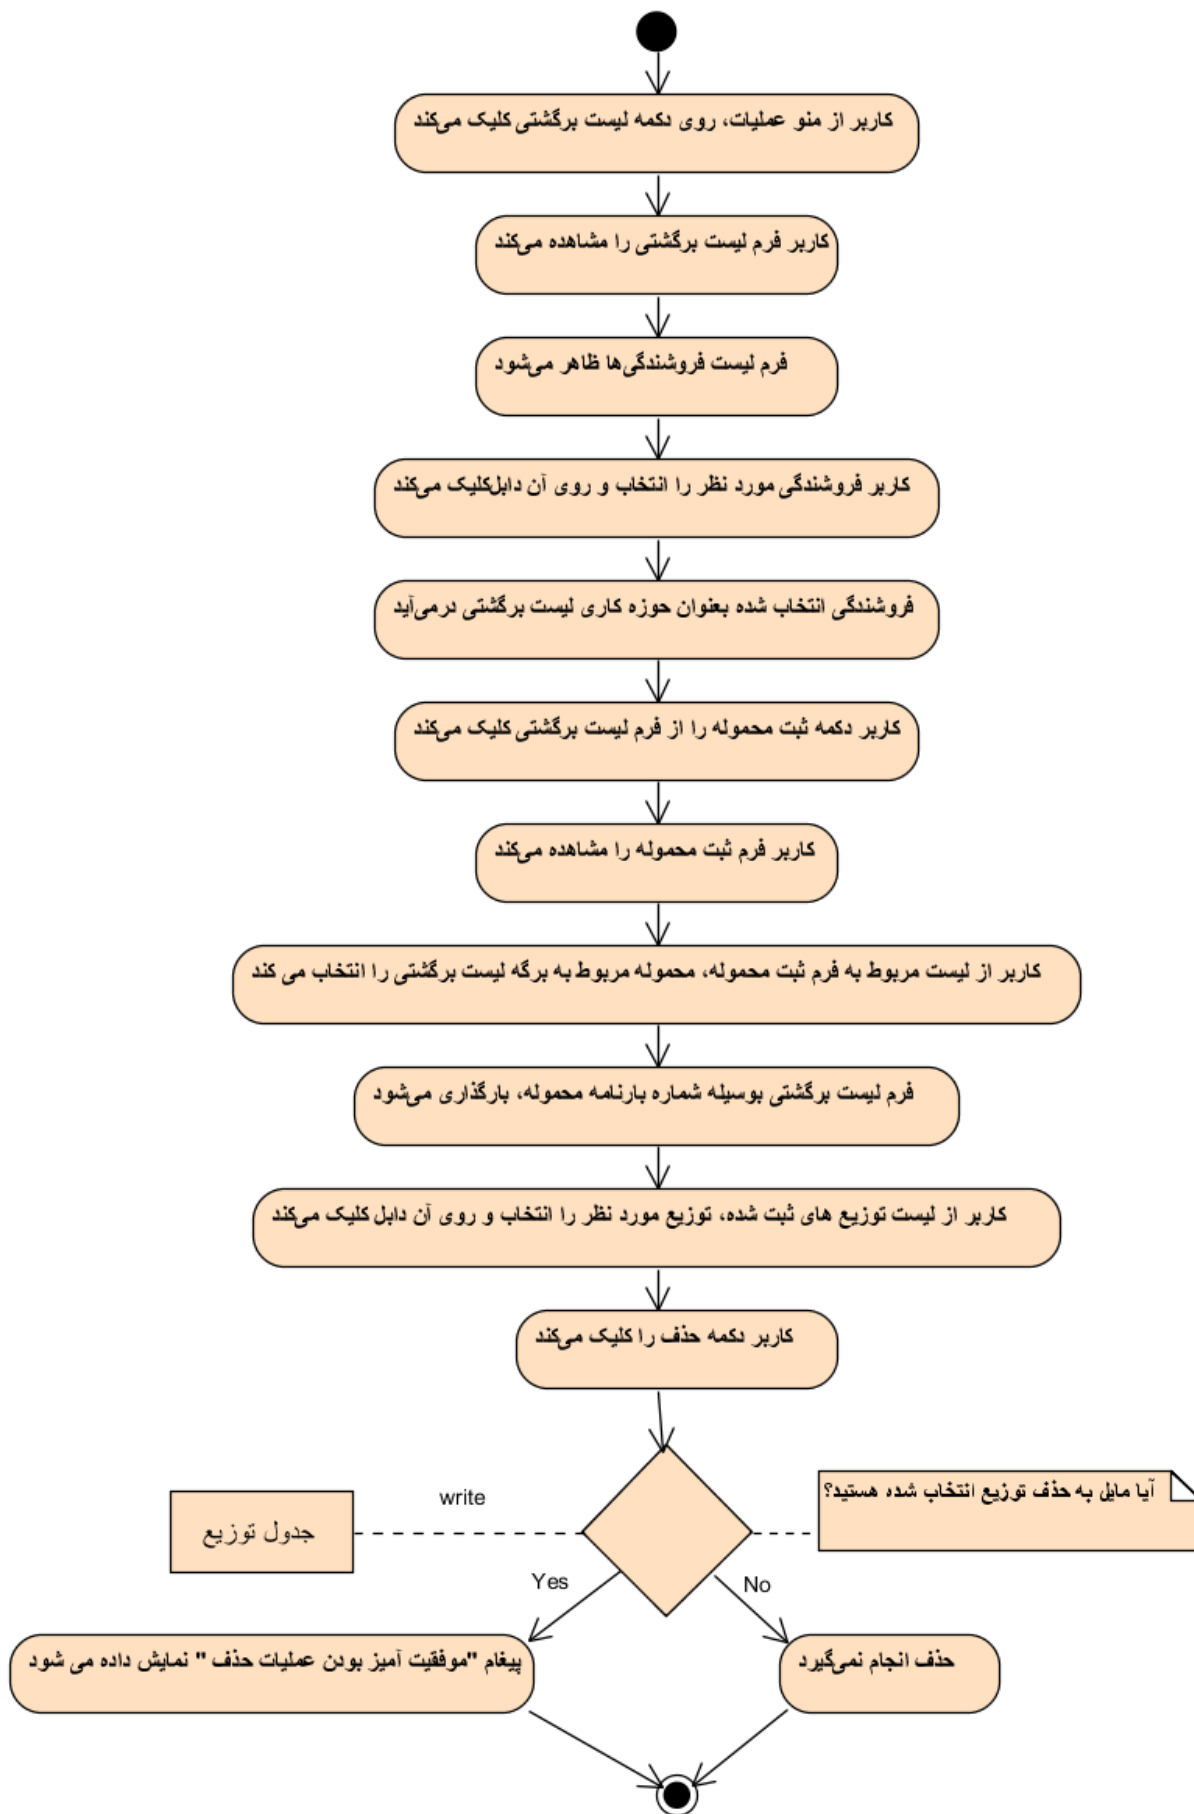 کاربر از منو عملیات، روی دکمه لیست برگشتی کلیک می‌کند
کاربر فرم لیست برگشتی را مشاهده می‌کند
فرم لیست فروشندگی‌ها ظاهر می‌شود
کاربر فروشندگی مورد نظر را انتخاب و روی آن دابل‌کلیک می‌کند
فروشندگی انتخاب شده بعنوان حوزه کاری لیست برگشتی درمی‌آید
کاربر دکمه ثبت محموله را از فرم لیست برگشتی کلیک می‌کند
کاربر فرم ثبت محموله را مشاهده می‌کند
کاربر از لیست مربوط به فرم ثبت محموله، محموله مربوط به برگه لیست برگشتی را انتخاب می کند
فرم لیست برگشتی بوسیله شماره بارنامه محموله، بارگذاری می‌شود
کاربر از لیست توزیع های ثبت شده، توزیع مورد نظر را انتخاب و روی آن دابل کلیک می‌کند
کاربر دکمه حذف را کلیک می‌کند
آیا مایل به حذف توزیع انتخاب شده هستید؟
write
جدول توزیع
Yes
No
پیغام "موفقیت آمیز بودن عملیات حذف " نمایش داده می شود
حذف انجام نمی‌گیرد